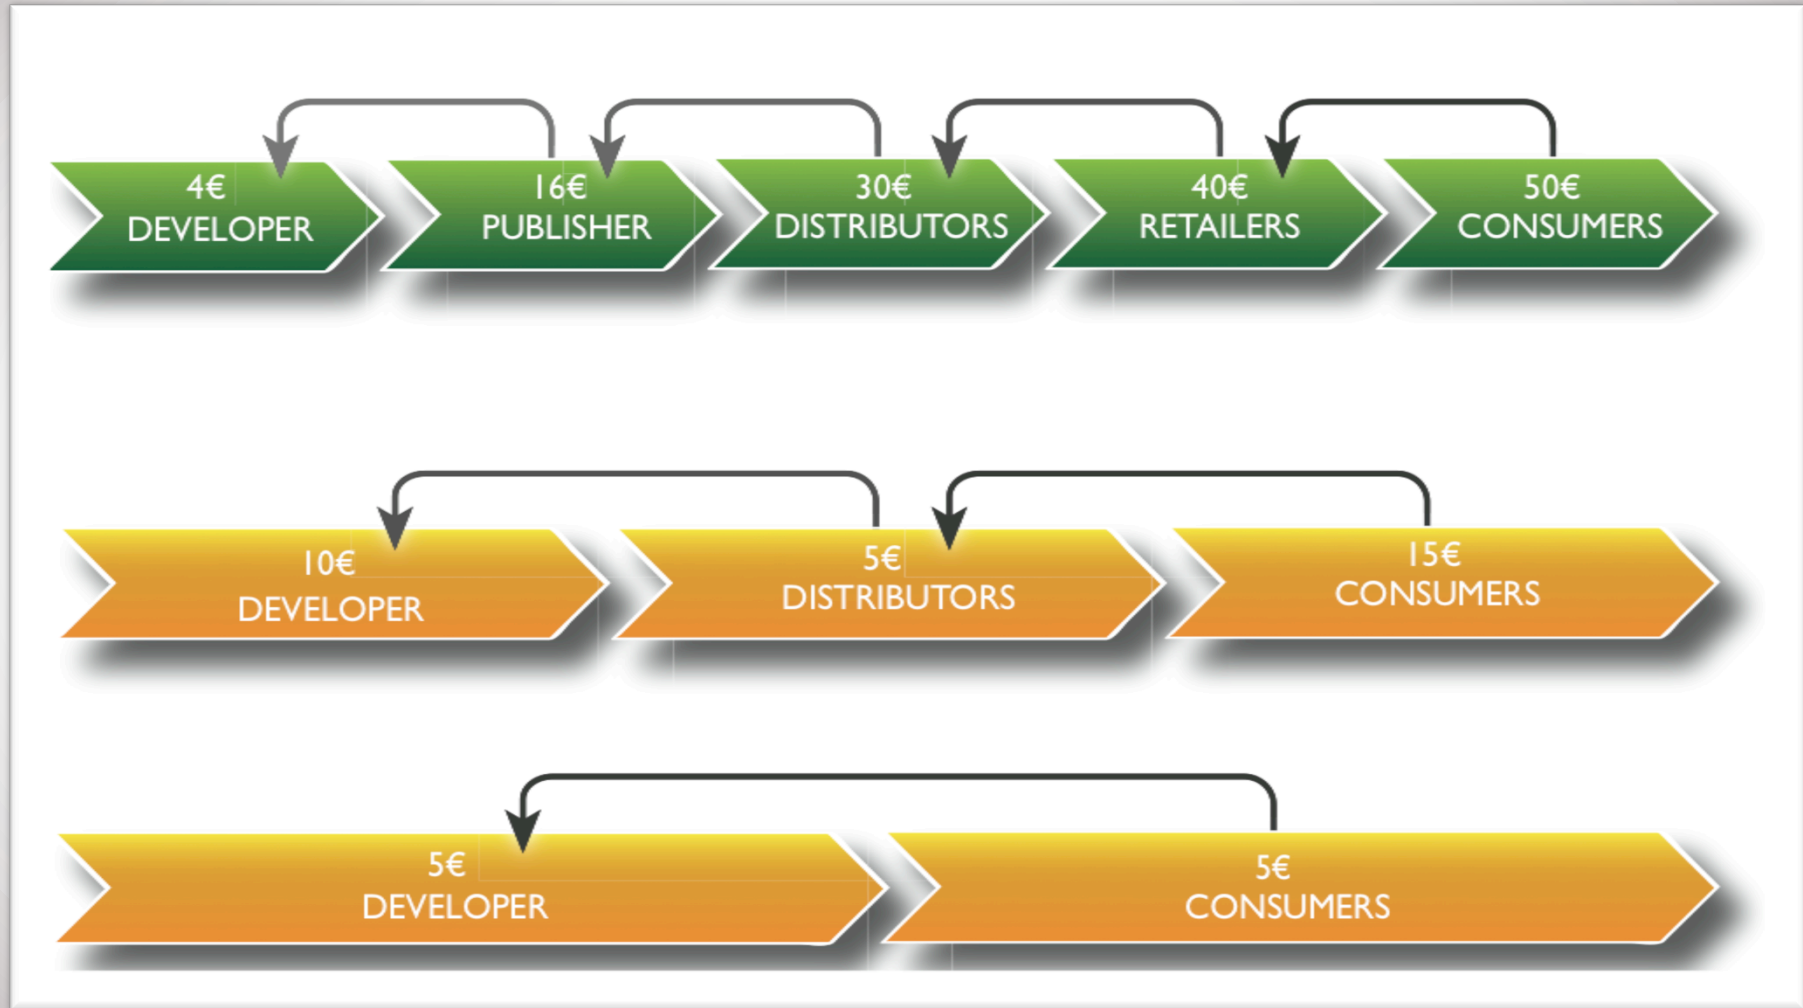 4€
DEVELOPER
16€
PUBLISHER
30€
DISTRIBUTORS
40€
RETAILERS
50€
CONSUMERS
10€
DEVELOPER
5€
DISTRIBUTORS
15€
CONSUMERS
5€
DEVELOPER
5€
CONSUMERS